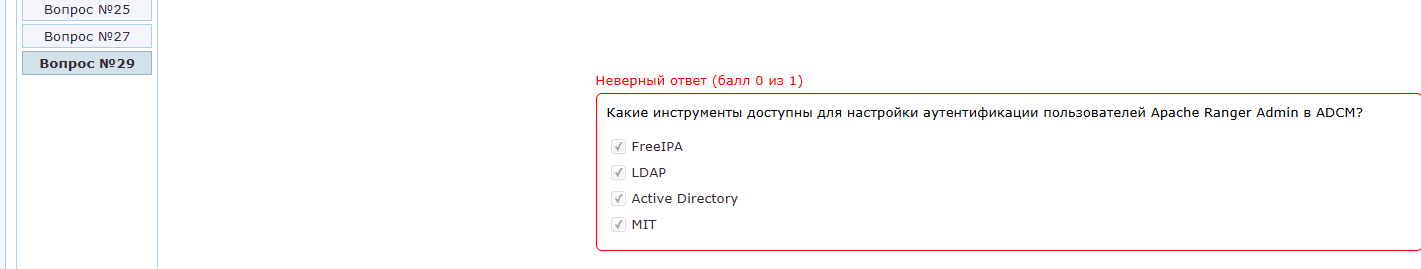 Вопрос №25
Вопрос №27
Вопрос №29
Неверный ответ (балл 0 из 1)
Какие инструменты доступны для настройки аутентификации пользователей Apache Ranger Admin в ADCM?
FreeIPA
LDAP
Active Directory
MIT